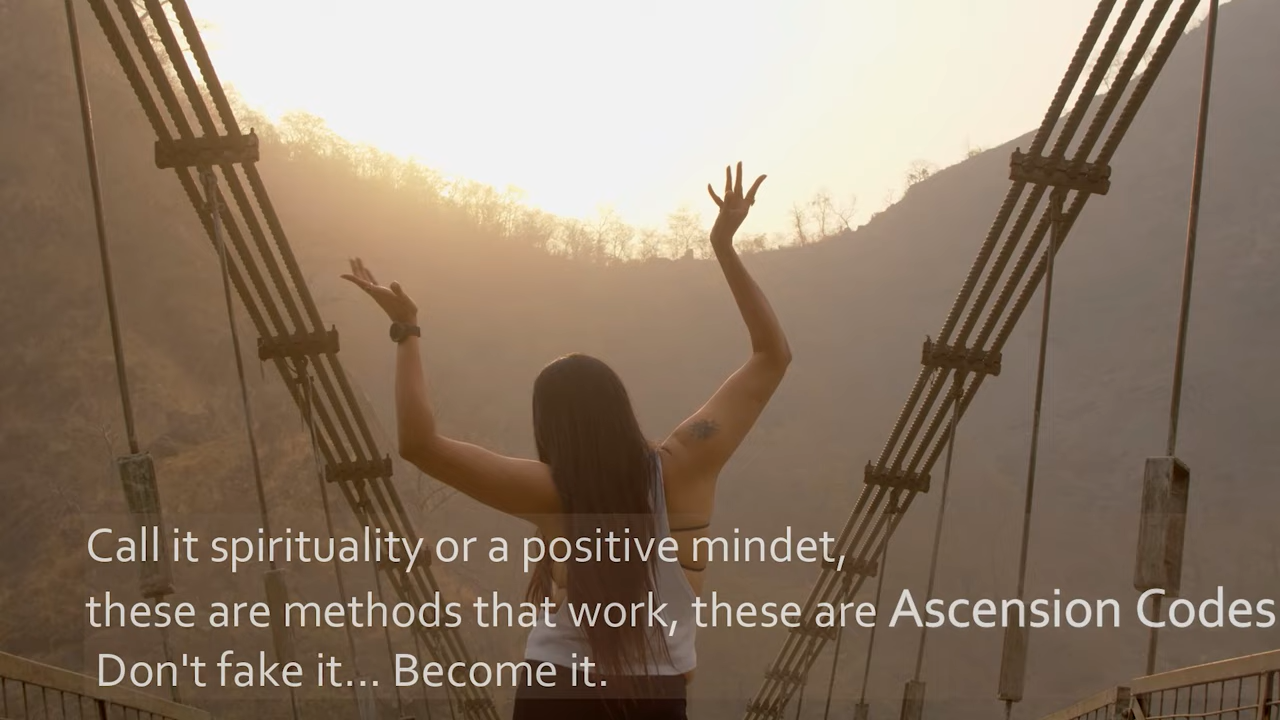 Call it spirituality or a positive mindet,
these are methods that work, these are Ascension Codes
Don't fake it... Become it.